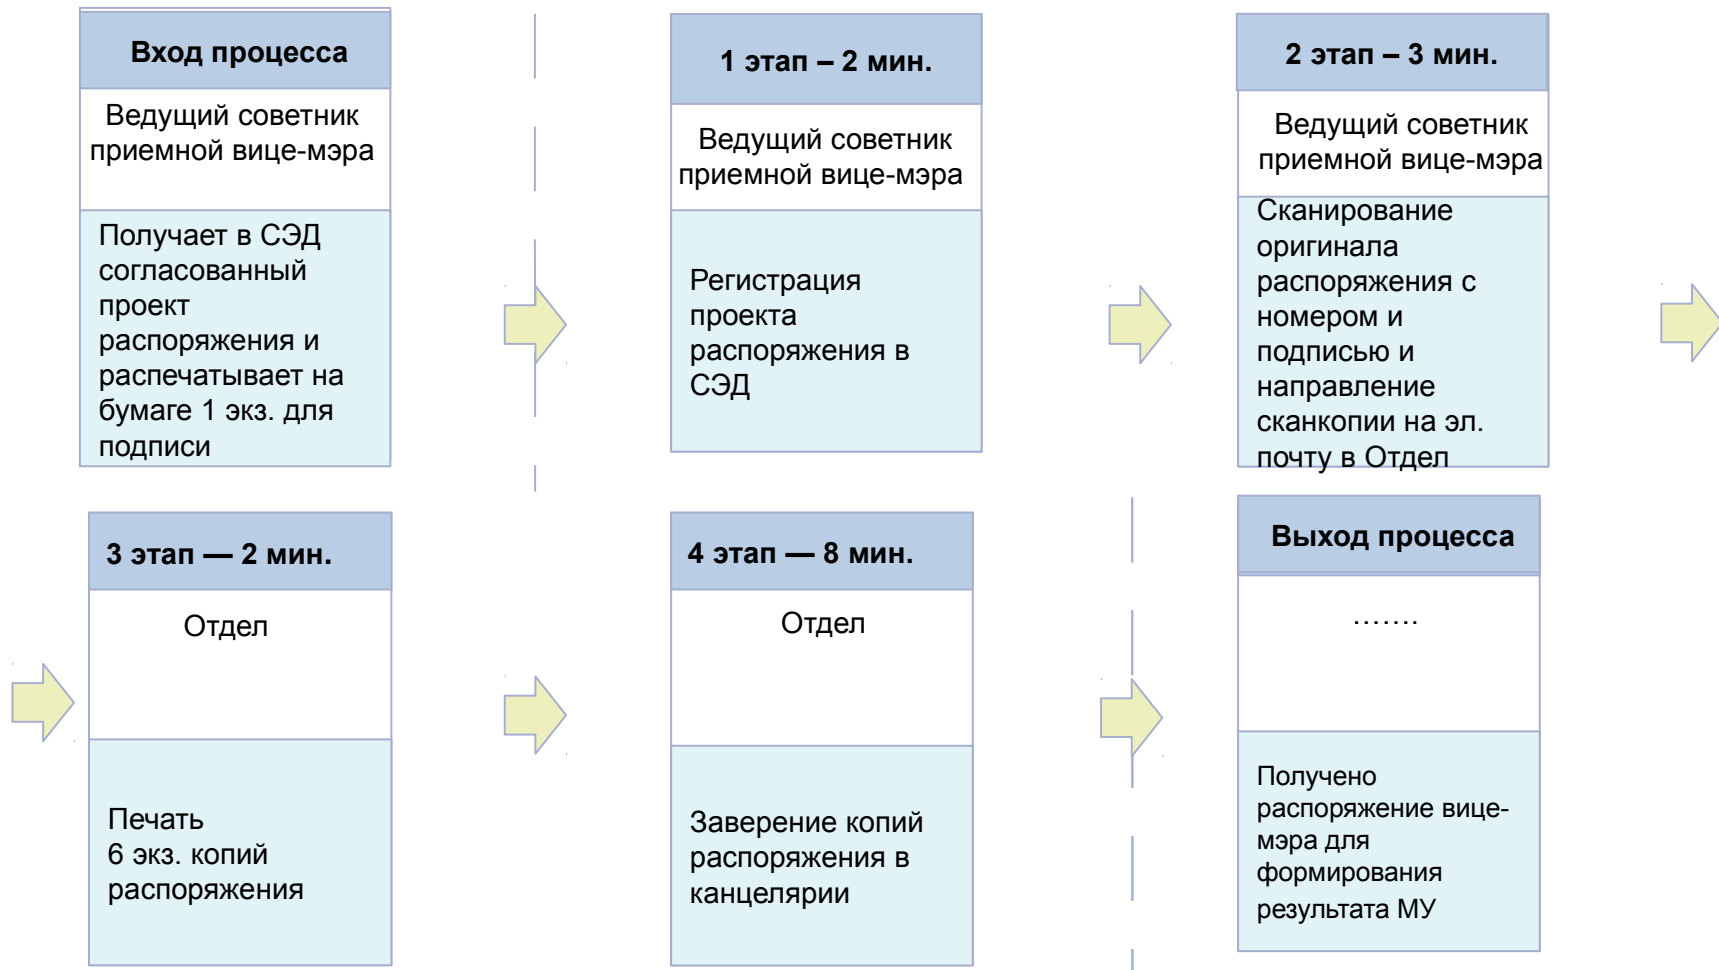 Вход процесса
Ведущий советник
приемной вице-мэра
Получает в СЭД
согласованный
проект
распоряжения и
распечатывает на
бумаге 1 экз. для
подписи
1 этап – 2 мин.
Ведущий советник
приемной вице-мэра
Регистрация
проекта
распоряжения в
СЭД
2 этап – 3 мин.
Ведущий советник
приемной вице-мэра
Сканирование
оригинала
распоряжения с
номером и
подписью и
направление
сканкопии на эл.
почту в Отдел
3 этап — 2 мин.
Отдел
Печать
6 экз. копий
распоряжения
4 этап — 8 мин.
Отдел
Заверение копий
распоряжения в
канцелярии
Выход процесса
…….
Получено
распоряжение вице-
мэра для
формирования
результата МУ